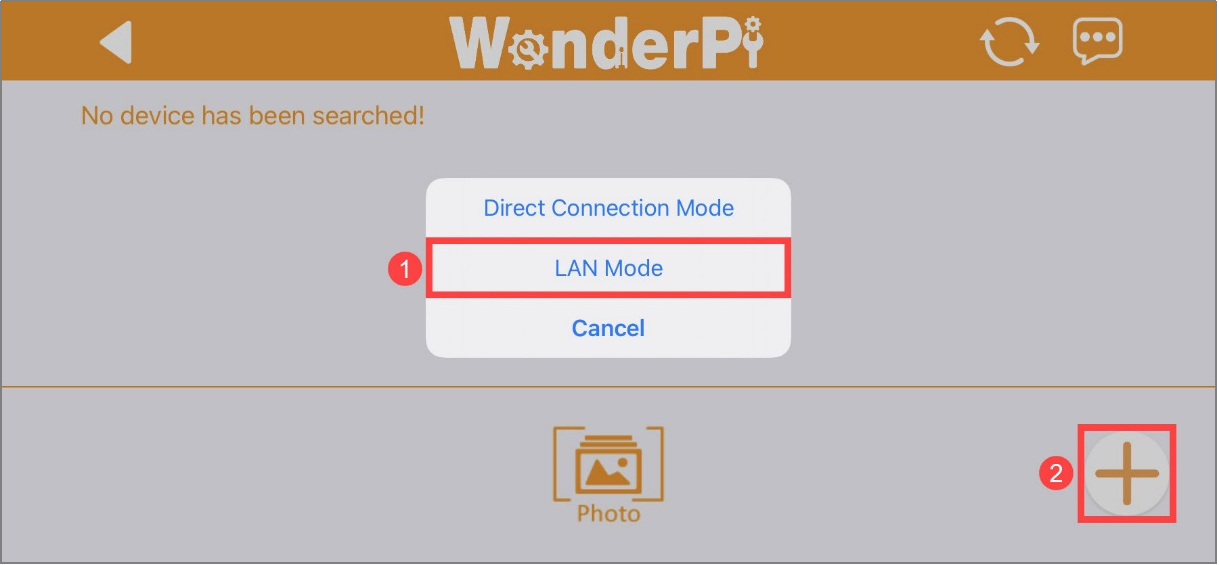 WonderPi
No device has been searched!
Direct Connection Mode
1
LAN Mode
Cancel
Photo
2